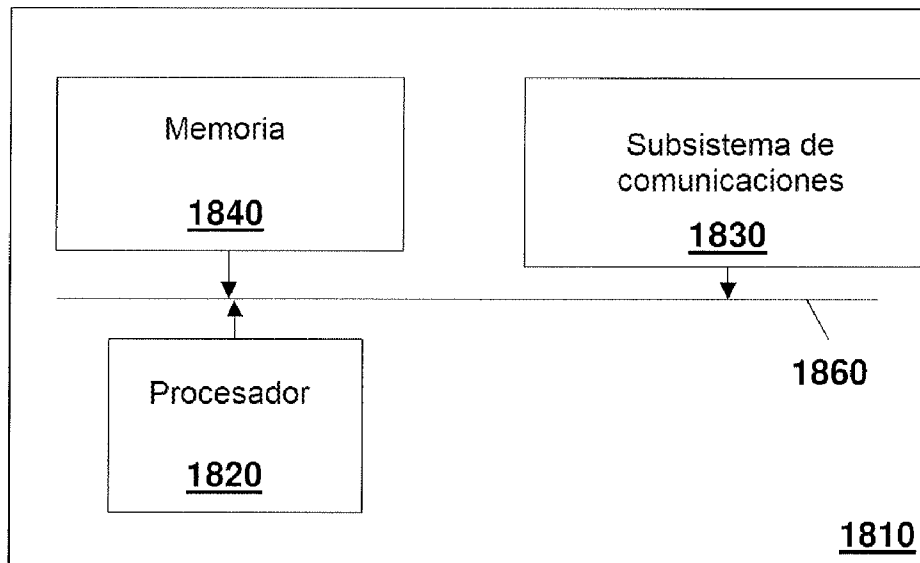 Memoria
1840
Subsistema de
comunicaciones
1830
1860
Procesador
1820
1810